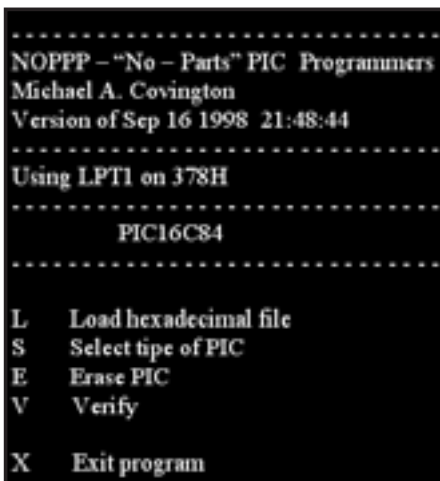 NOPPP – “No – Parts” PIC Programmers
Michael A. Covington
Version of Sep 16 1998 21:48:44
Using LPT1 on 378H
PIC16C84
L Load hexadecimal file
S Select tipe of PIC
E Erase PIC
V Verify
X Exit program